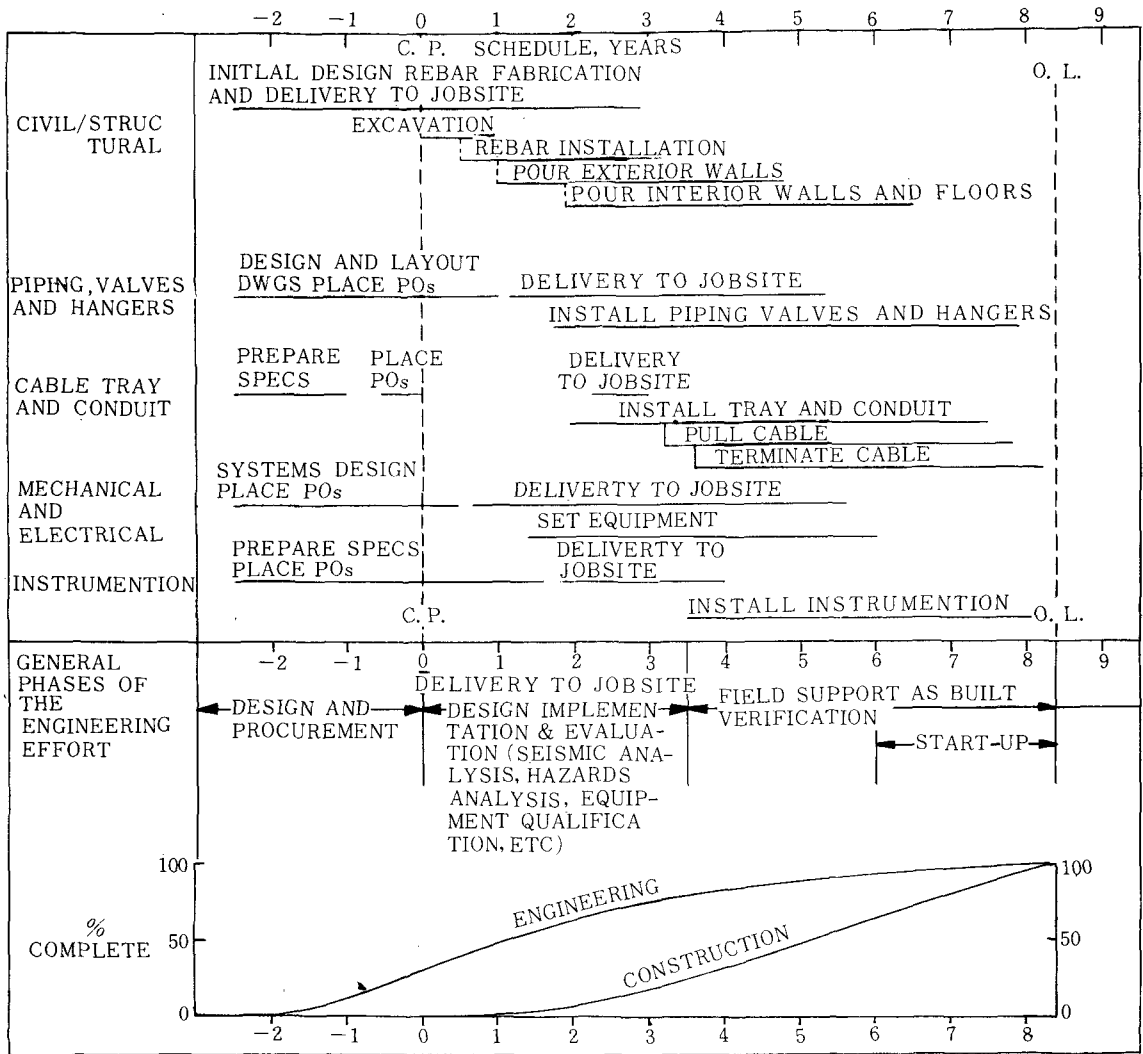 −2 −1 0 1 2 3 4 5 6 7 8 9
C. P. SCHEDULE, YEARS
INITLAL DESIGN REBAR FABRICATION
AND DELIVERY TO JOBSITE
O. L.
CIVIL/STRUC
TURAL
EXCAVATION
REBAR INSTALLATION
POUR EXTERIOR WALLS
POUR INTERIOR WALLS AND FLOORS
PIPING, VALVES
AND HANGERS
DESIGN AND LAYOUT
DWGS PLACE POs
DELIVERY TO JOBSITE
INSTALL PIPING VALVES AND HANGERS
CABLE TRAY
AND CONDUIT
PREPARE
SPECS
PLACE
POs
DELIVERY
TO JOBSITE
INSTALL TRAY AND CONDUIT
PULL CABLE
TERMINATE CABLE
MECHANICAL
AND
ELECTRICAL
SYSTEMS DESIGN
PLACE POs
DELIVERTY TO JOBSITE
SET EQUIPMENT
INSTRUMENTION
PREPARE SPECS
PLACE POs
DELIVERTY TO
JOBSITE
INSTALL INSTRUMENTION
C. P.
O. L.
−2 −1 0 1 2 3 4 5 6 7 8 9
GENERAL
PHASES OF
THE
ENGINEERING
EFFORT
DELIVERY TO JOBSITE
DESIGN AND
PROCUREMENT
DESIGN IMPLEMEN
TATION & EVALUA-
TION (SEISMIC ANA-
LYSIS, HAZARDS
ANALYSIS, EQUIP-
MENT QUALIFICA
TION, ETC)
FIELD SUPPORT AS BUILT
VERIFICATION
START-UP
%
COMPLETE
100
50
0
ENGINEERING
CONSTRUCTION
100
50
0
−2 −1 0 1 2 3 4 5 6 7 8